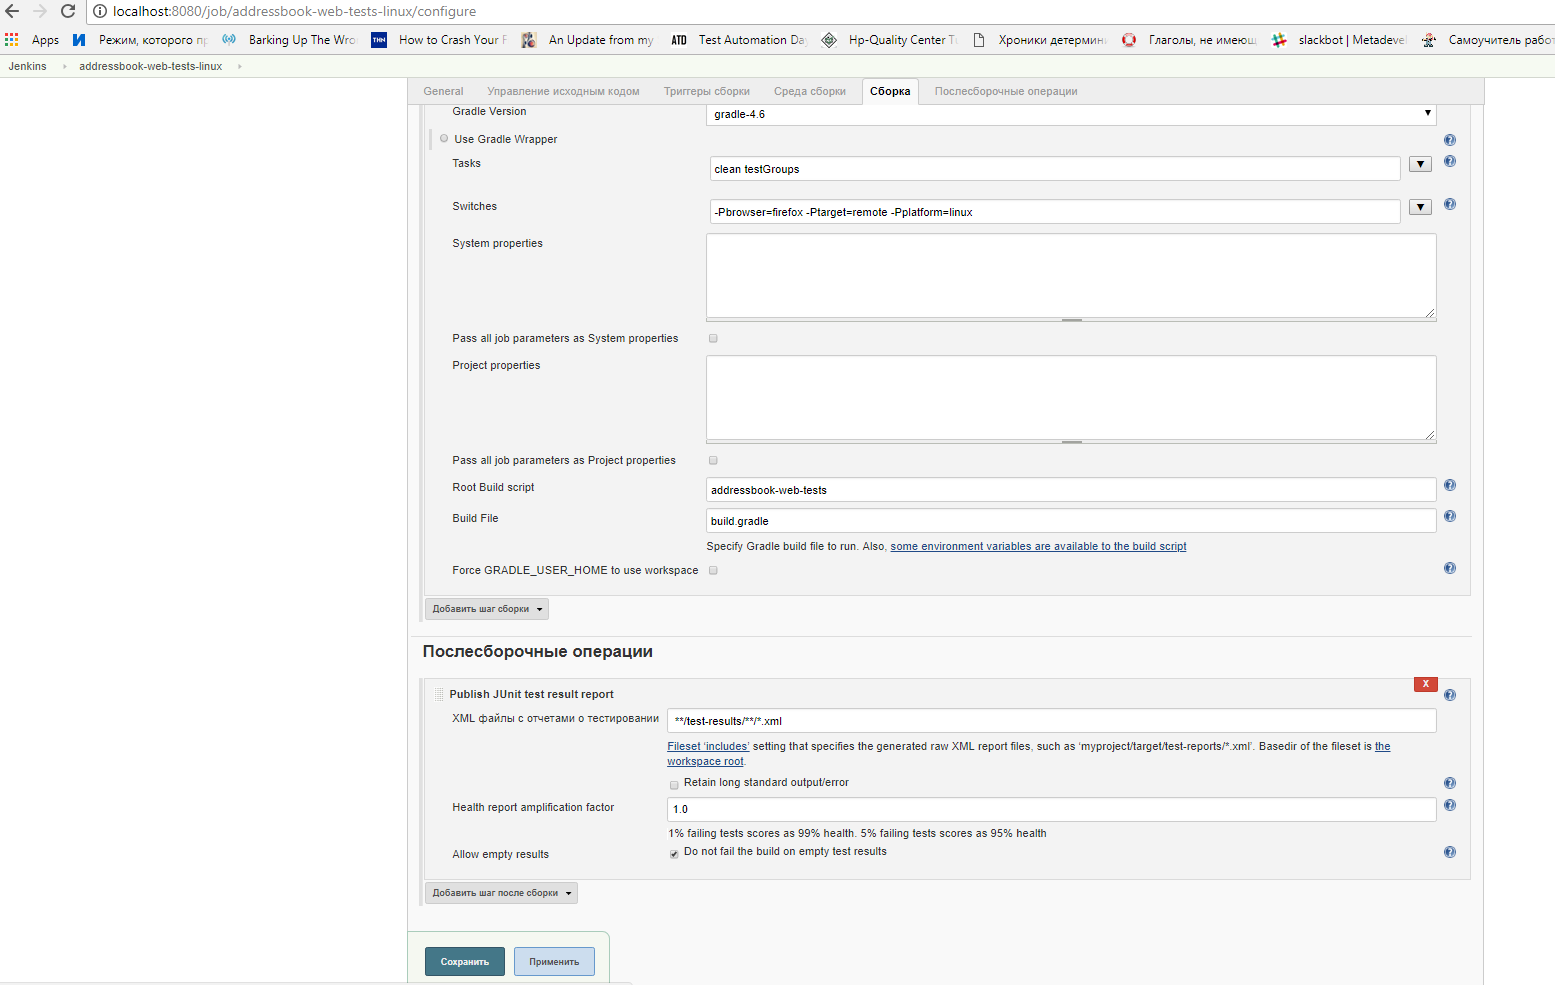 localhost:8080/job/addressbook-web-tests-linux/configure
Apps Режим, которого пр Barking Up The Wro How to Crash Your F An Update from my Test Automation Da Hp-Quality Center Tu Хроники детермини Глаголы, не имеющ slackbot | Metadevel Самоучитель работ
Jenkins addressbook-web-tests-linux
General Управление исходным кодом Триггеры сборки Среда сборки Сборка Послесборочные операции
Gradle Version gradle-4.6
Use Gradle Wrapper
Tasks clean testGroups
Switches -Pbrowser=firefox -Ptarget=remote -Pplatform=linux
System properties
Pass all job parameters as System properties
Project properties
Pass all job parameters as Project properties
Root Build script addressbook-web-tests
Build File build.gradle
Specify Gradle build file to run. Also, some environment variables are available to the build script
Force GRADLE_USER_HOME to use workspace
Добавить шаг сборки
Послесборочные операции
Publish JUnit test result report X
XML файлы с отчетами о тестировании **/test-results/**/*.xml
Fileset ‘includes’ setting that specifies the generated raw XML report files, such as ‘myproject/target/test-reports/*.xml’. Basedir of the fileset is the
workspace root.
Retain long standard output/error
Health report amplification factor 1.0
1% failing tests scores as 99% health. 5% failing tests scores as 95% health
Allow empty results Do not fail the build on empty test results
Добавить шаг после сборки
Сохранить Применить